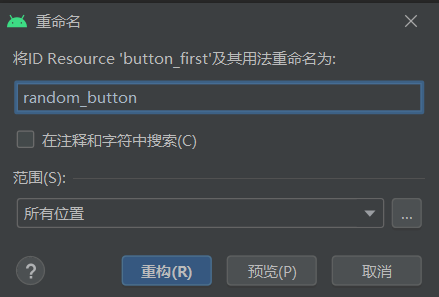 重命名
将ID Resource 'button_first'及其用法重命名为:
random_button
在注释和字符中搜索(C)
范围(S):
所有位置
...
?
重构(R)
预览(P)
取消